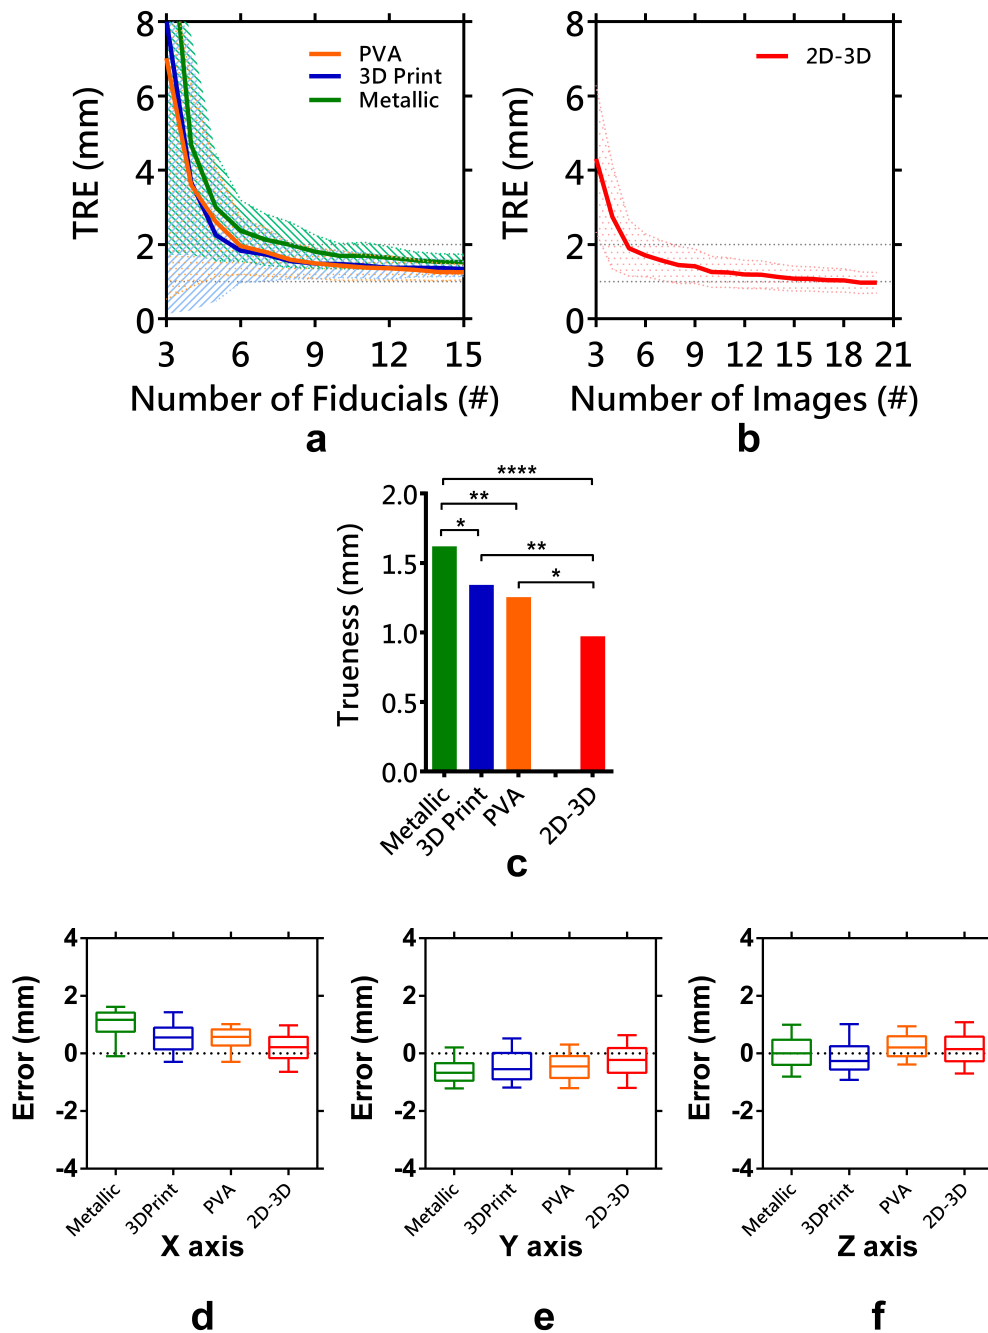 8
6
4
2
0
TRE (mm)
PVA
3D Print
Metallic
3 6 9 12 15
Number of Fiducials (#)
a
8
6
4
2
0
TRE (mm)
2D-3D
3 6 9 12 15 18 21
Number of Images (#)
b
****
**
*
**
*
2.0
1.5
1.0
0.5
0.0
Trueness (mm)
Metallic
3D Print
PVA
2D-3D
c
4
2
0
-2
-4
Error (mm)
Metallic
3DPrint
PVA
2D-3D
X axis
d
4
2
0
-2
-4
Error (mm)
Metallic
3DPrint
PVA
2D-3D
Y axis
e
4
2
0
-2
-4
Error (mm)
Metallic
3DPrint
PVA
2D-3D
Z axis
f